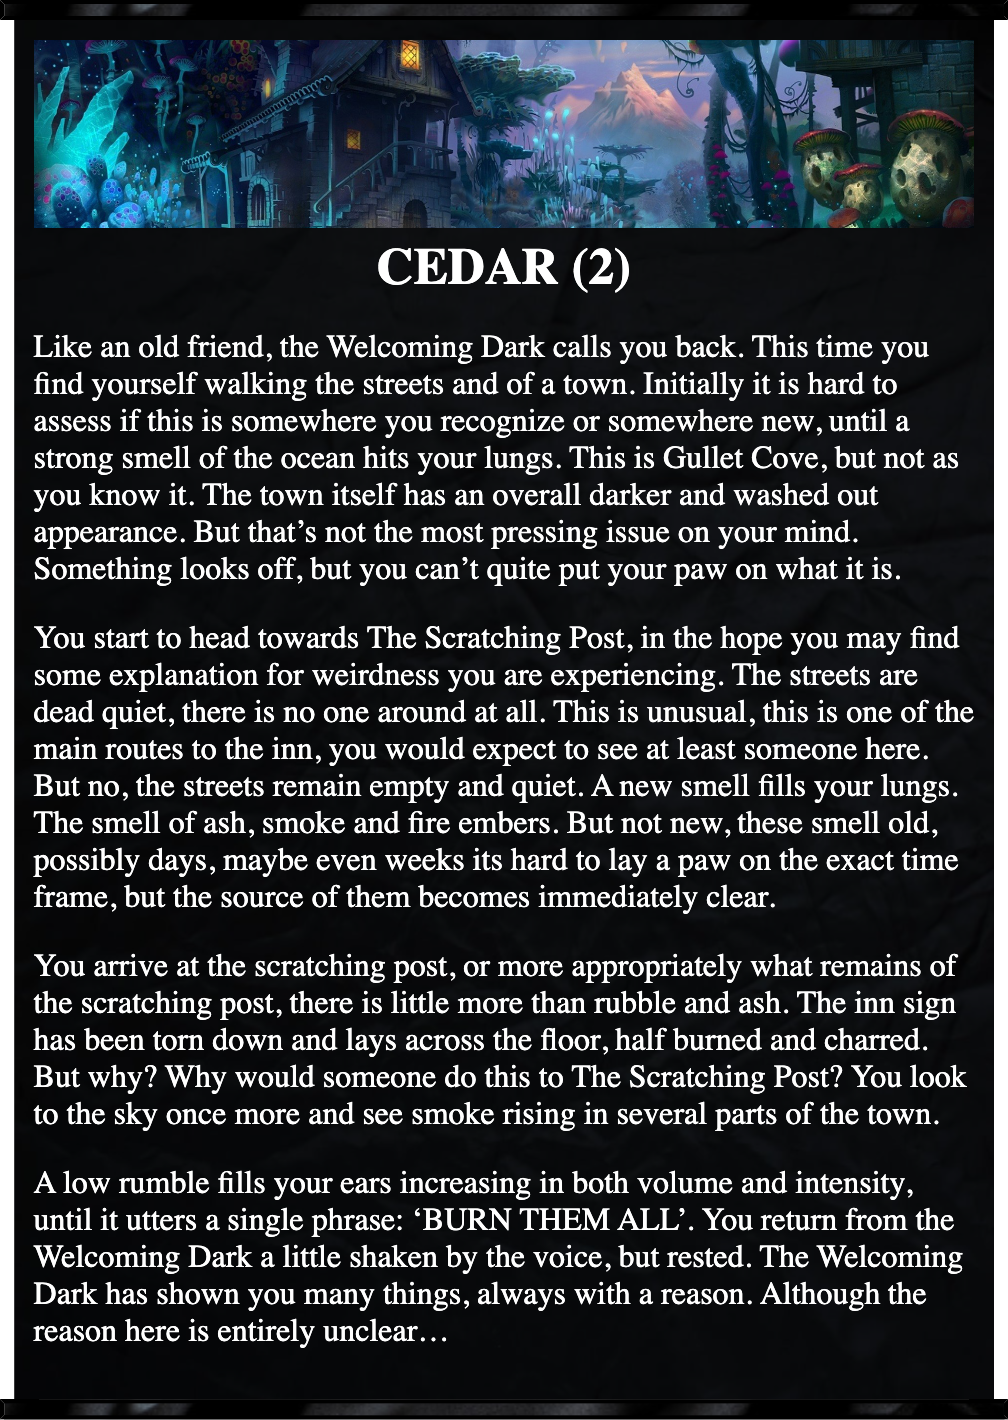 CEDAR (2)
Like an old friend, the Welcoming Dark calls you back. This time you
find yourself walking the streets and of a town. Initially it is hard to
assess if this is somewhere you recognize or somewhere new, until a
strong smell of the ocean hits your lungs. This is Gullet Cove, but not as
you know it. The town itself has an overall darker and washed out
appearance. But that’s not the most pressing issue on your mind.
Something looks off, but you can’t quite put your paw on what it is.
You start to head towards The Scratching Post, in the hope you may find
some explanation for weirdness you are experiencing. The streets are
dead quiet, there is no one around at all. This is unusual, this is one of the
main routes to the inn, you would expect to see at least someone here.
But no, the streets remain empty and quiet. A new smell fills your lungs.
The smell of ash, smoke and fire embers. But not new, these smell old,
possibly days, maybe even weeks its hard to lay a paw on the exact time
frame, but the source of them becomes immediately clear.
You arrive at the scratching post, or more appropriately what remains of
the scratching post, there is little more than rubble and ash. The inn sign
has been torn down and lays across the floor, half burned and charred.
But why? Why would someone do this to The Scratching Post? You look
to the sky once more and see smoke rising in several parts of the town.
A low rumble fills your ears increasing in both volume and intensity,
until it utters a single phrase: ‘BURN THEM ALL’. You return from the
Welcoming Dark a little shaken by the voice, but rested. The Welcoming
Dark has shown you many things, always with a reason. Although the
reason here is entirely unclear…